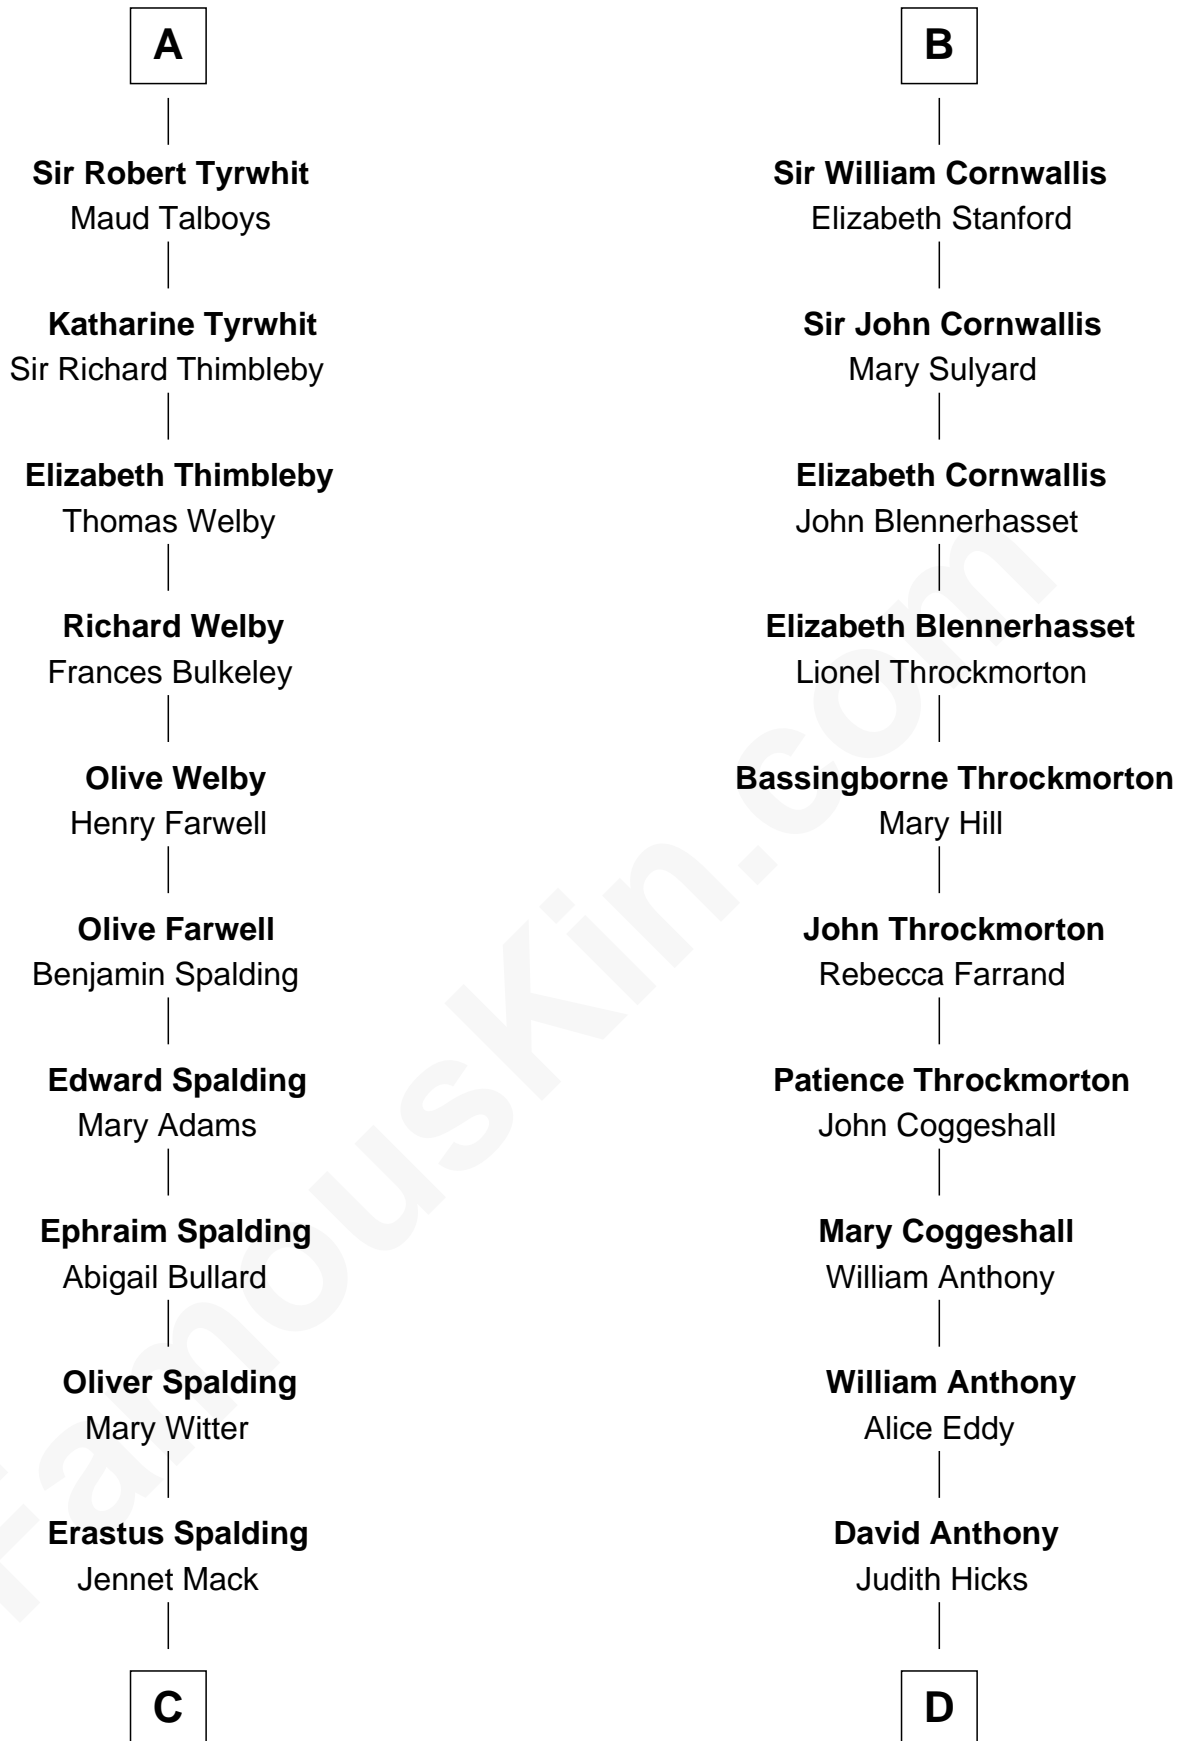 A
Sir Robert Tyrwhit
Maud Talboys
Katharine Tyrwhit
Sir Richard Thimbleby
Elizabeth Thimbleby
Thomas Welby
Richard Welby
Frances Bulkeley
Olive Welby
Henry Farwell
Olive Farwell
Benjamin Spalding
Edward Spalding
Mary Adams
Ephraim Spalding
Abigail Bullard
Oliver Spalding
Mary Witter
Erastus Spalding
Jennet Mack
C
B
Sir William Cornwallis
Elizabeth Stanford
Sir John Cornwallis
Mary Sulyard
Elizabeth Cornwallis
John Blennerhasset
Elizabeth Blennerhasset
Lionel Throckmorton
Bassingborne Throckmorton
Mary Hill
John Throckmorton
Rebecca Farrand
Patience Throckmorton
John Coggeshall
Mary Coggeshall
William Anthony
William Anthony
Alice Eddy
David Anthony
Judith Hicks
D
FamousKin.com